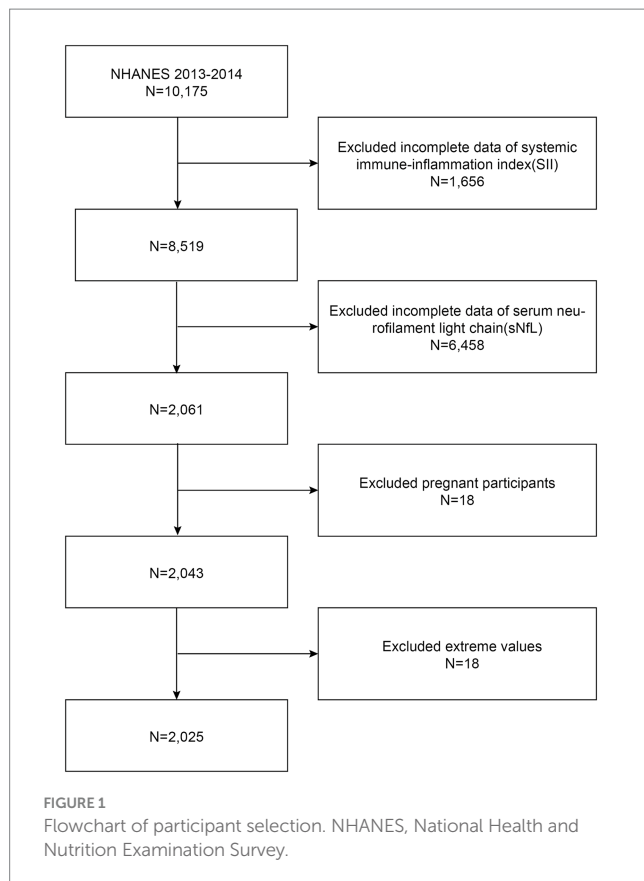 NHANES 2013-2014
N=10,175
Excluded incomplete data of systemic
immune-inflammation index(SII)
N=1,656
N=8,519
Excluded incomplete data of serum neu-
rofilament light chain(sNfL)
N=6,458
N=2,061
Excluded pregnant participants
N=18
N=2,043
Excluded extreme values
N=18
N=2,025
FIGURE 1
Flowchart of participant selection. NHANES, National Health and
Nutrition Examination Survey.